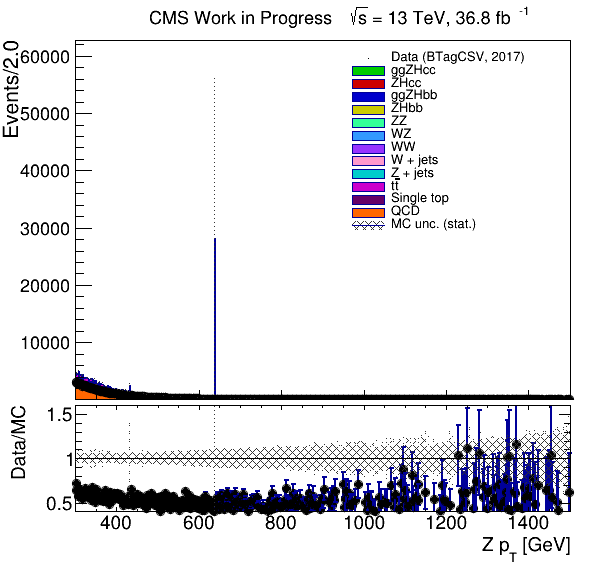 CMS Work in Progress √s = 13 TeV, 36.8 fb⁻¹
Events/2.0
60000
50000
40000
30000
20000
10000
Data (BTagCSV, 2017)
ggZHcc
ZHcc
ggZHbb
ZHbb
ZZ
WZ
WW
W + jets
Z + jets
tt̅
Single top
QCD
MC unc. (stat.)
Data/MC
1.5
1
0.5
400 600 800 1000 1200 1400
Z p_T [GeV]